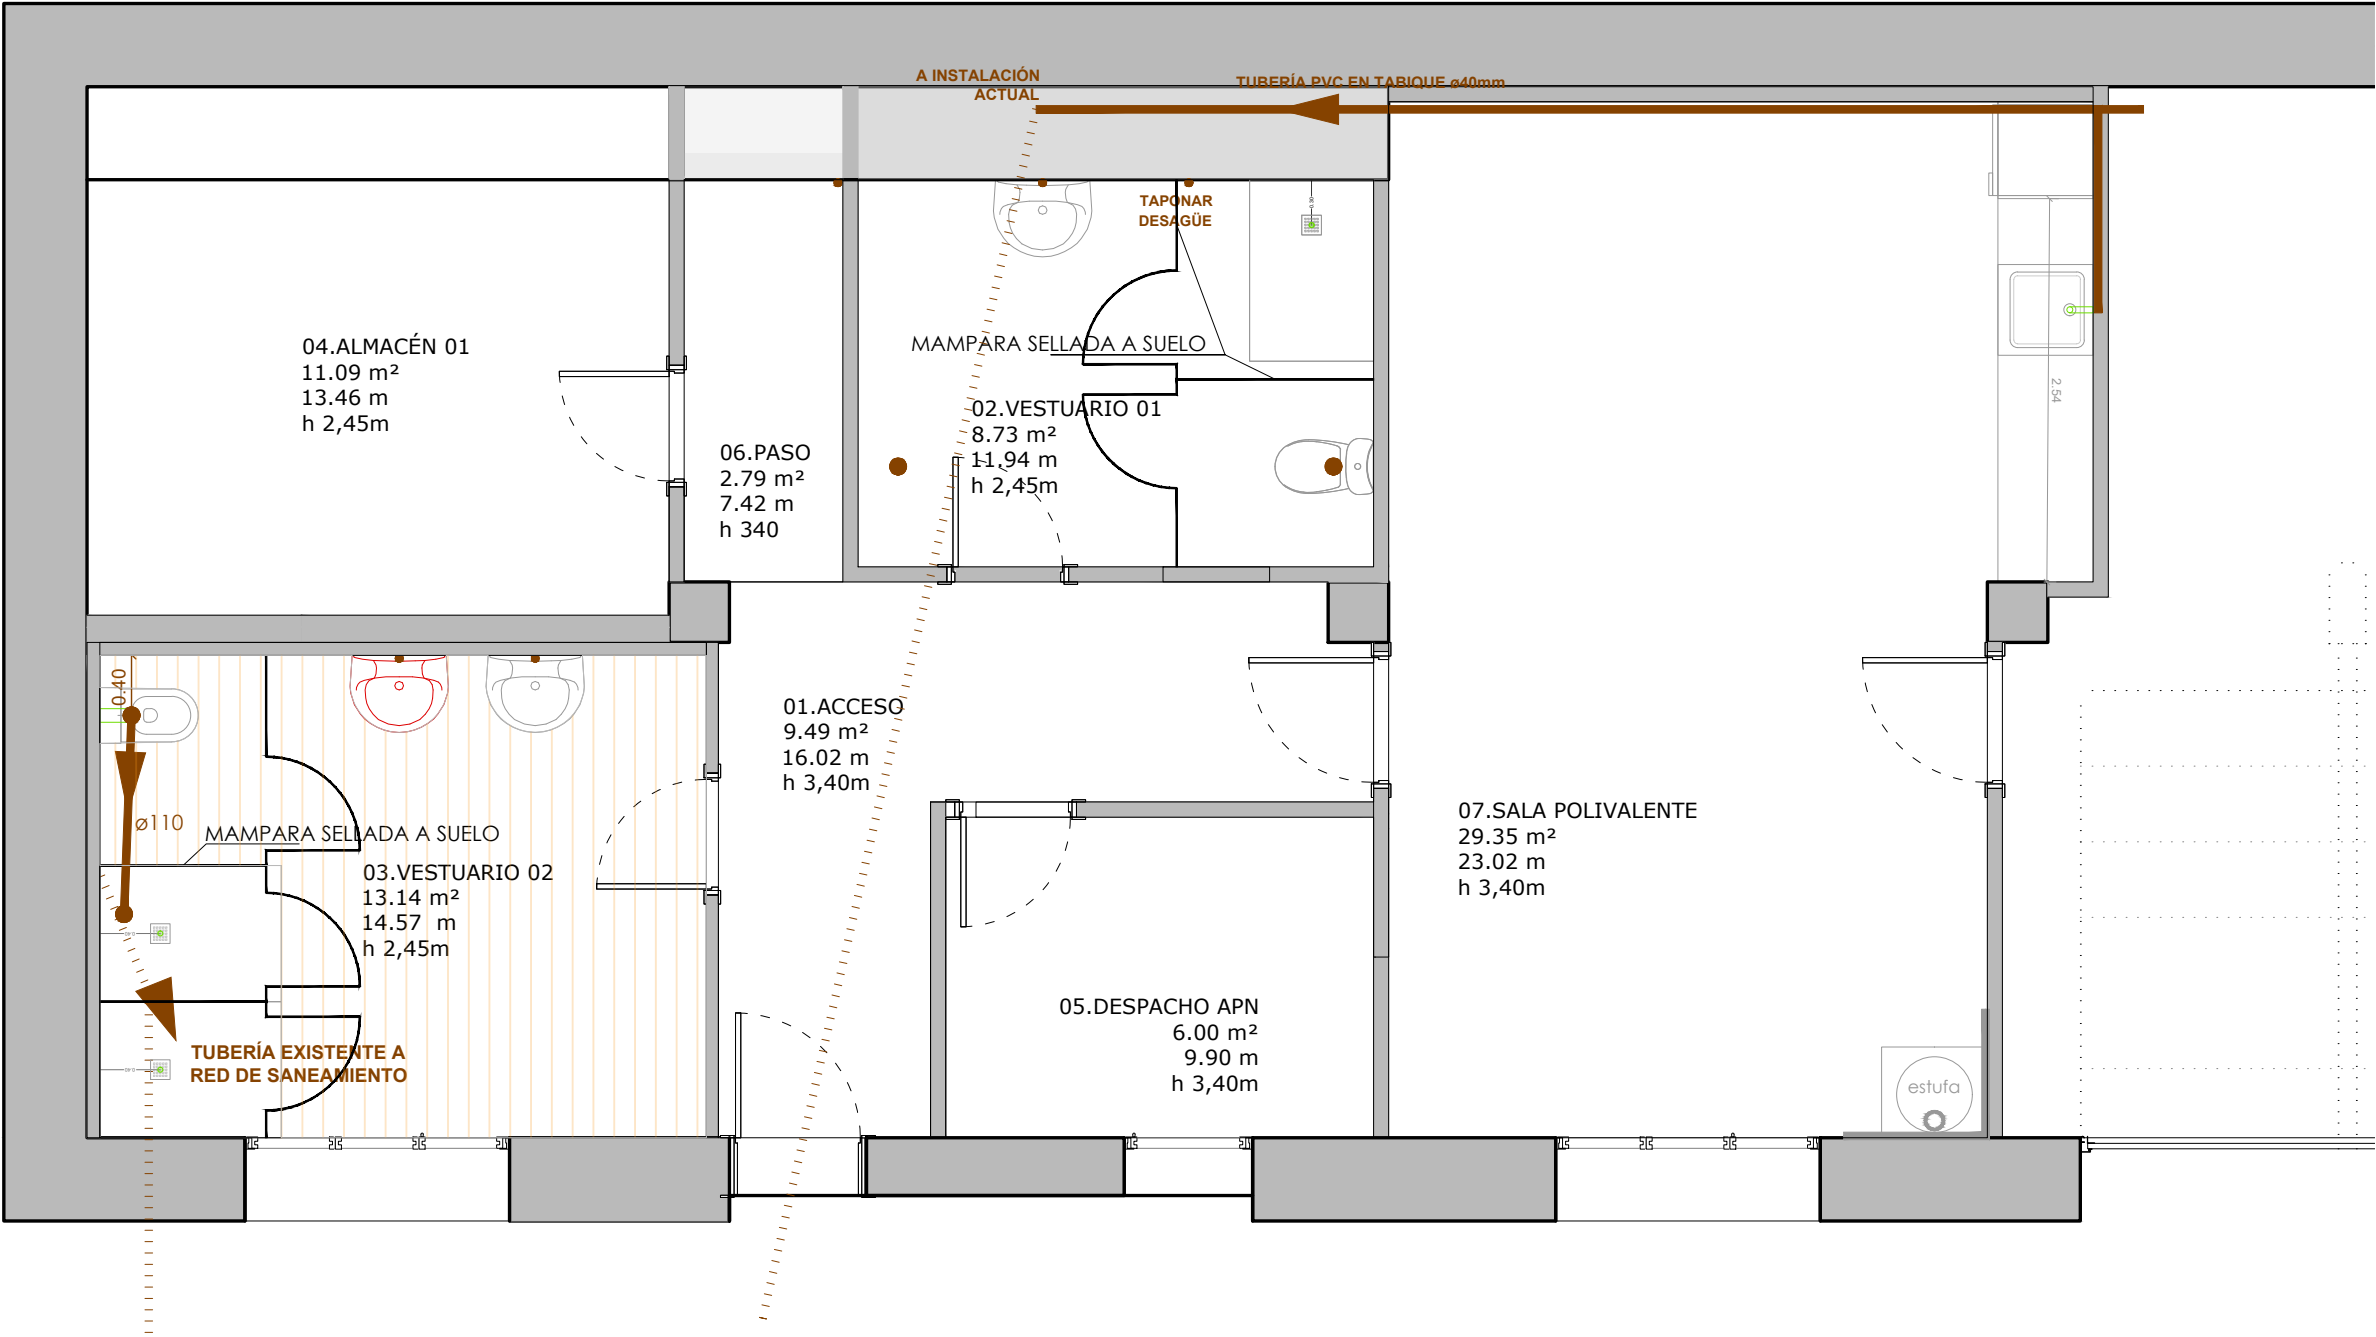 A INSTALACIÓN
ACTUAL
TUBERÍA PVC EN TABIQUE ø40mm
TAPONAR
DESAGÜE
MAMPARA SELLADA A SUELO
04.ALMACÉN 01
11.09 m²
13.46 m
h 2,45m
06.PASO
2.79 m²
7.42 m
h 340
02.VESTUARIO 01
8.73 m²
11.94 m
h 2,45m
2.54
0.40
ø110
MAMPARA SELLADA A SUELO
03.VESTUARIO 02
13.14 m²
14.57 m
h 2,45m
01.ACCESO
9.49 m²
16.02 m
h 3,40m
07.SALA POLIVALENTE
29.35 m²
23.02 m
h 3,40m
05.DESPACHO APN
6.00 m²
9.90 m
h 3,40m
TUBERÍA EXISTENTE A
RED DE SANEAMIENTO
estufa